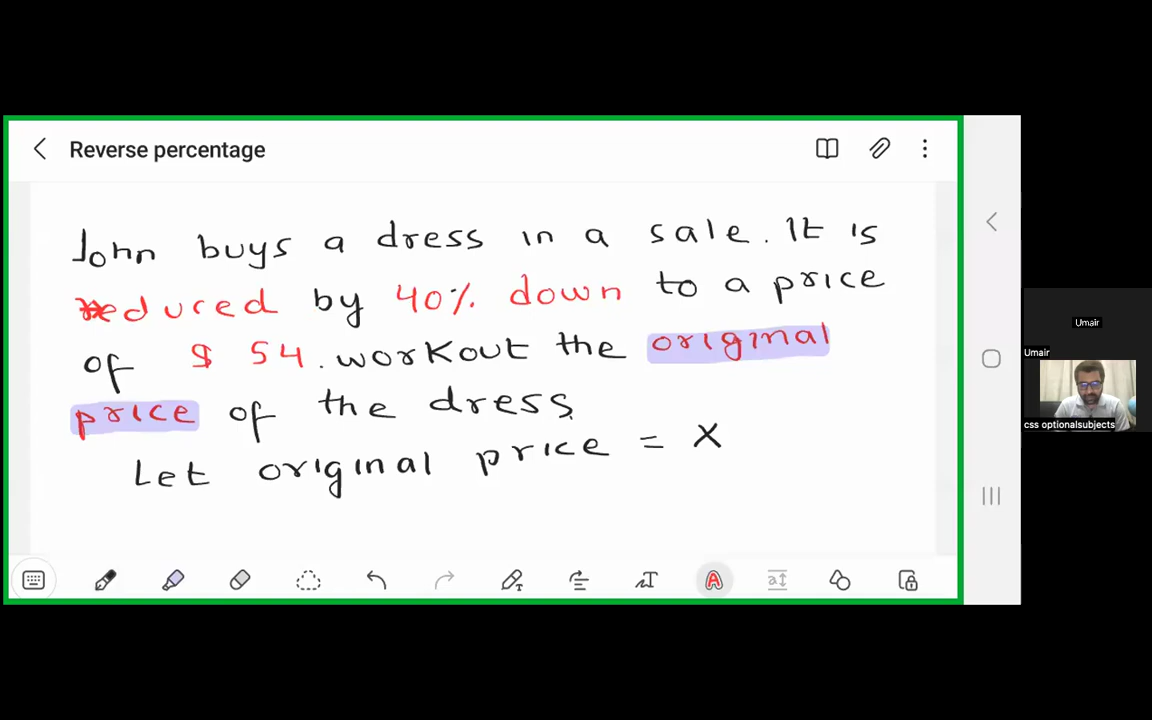 Reverse percentage
John buys a dress in a sale. It is
reduced by 40% down to a price
of $ 54. workout the original
price of the dress.
Let original price = x
Umair
Umair
css optionalsubjects